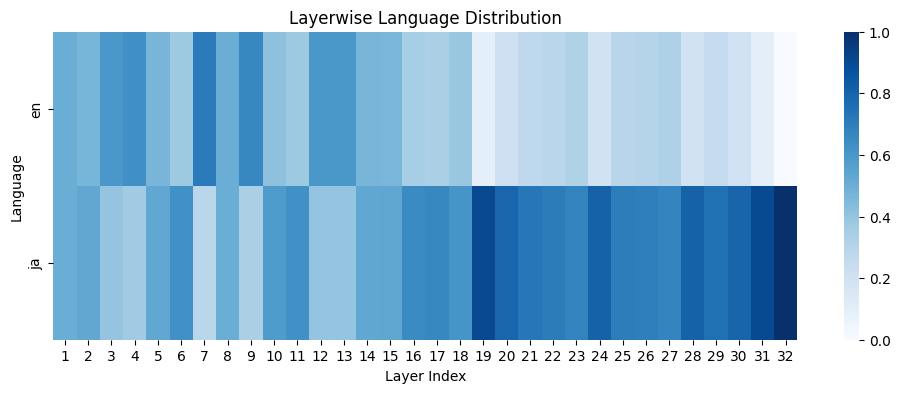 Layerwise Language Distribution
en
ja
Language
1 2 3 4 5 6 7 8 9 10 11 12 13 14 15 16 17 18 19 20 21 22 23 24 25 26 27 28 29 30 31 32
Layer Index
1.0
0.8
0.6
0.4
0.2
0.0